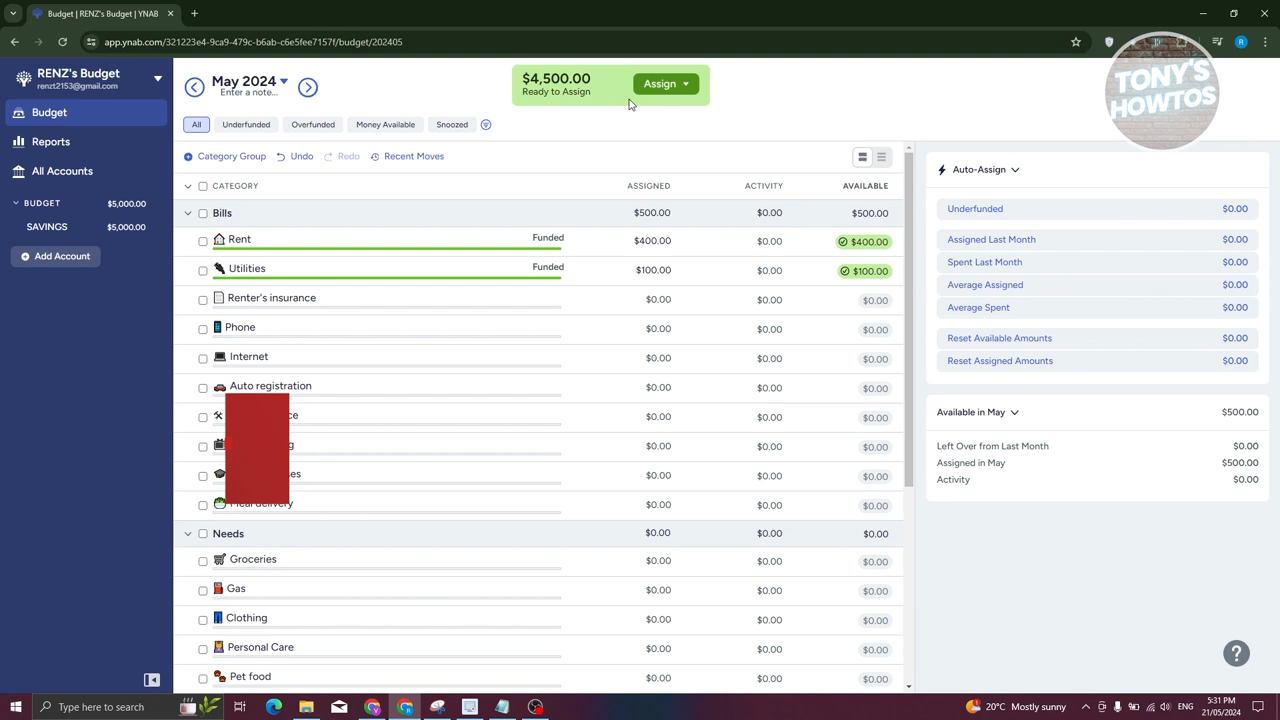 RENZ's Budget | YNAB
app.ynab.com/321223e4-9ca9-479c-b6ab-c6e5fee7157f/budget/202405
R
RENZ's Budget
renzt2153@gmail.com
Budget
Reports
All Accounts
BUDGET $5,000.00
SAVINGS $5,000.00
Add Account
May 2024
Enter a note...
$4,500.00
Ready to Assign
Assign
TONY'S
HOWTOS
All Underfunded Overfunded Money Available Snoozed
Category Group Undo Redo Recent Moves
CATEGORY ASSIGNED ACTIVITY AVAILABLE
Bills $500.00 $0.00 $500.00
Rent Funded $400.00 $0.00 $400.00
Utilities Funded $100.00 $0.00 $100.00
Renter's insurance $0.00 $0.00 $0.00
Phone $0.00 $0.00 $0.00
Internet $0.00 $0.00 $0.00
Auto registration $0.00 $0.00 $0.00
$0.00 $0.00 $0.00
$0.00 $0.00 $0.00
$0.00 $0.00 $0.00
Meal delivery $0.00 $0.00 $0.00
Needs $0.00 $0.00 $0.00
Groceries $0.00 $0.00 $0.00
Gas $0.00 $0.00 $0.00
Clothing $0.00 $0.00 $0.00
Personal Care $0.00 $0.00 $0.00
Pet food $0.00 $0.00 $0.00
Auto-Assign
Underfunded $0.00
Assigned Last Month $0.00
Spent Last Month $0.00
Average Assigned $0.00
Average Spent $0.00
Reset Available Amounts $0.00
Reset Assigned Amounts $0.00
Available in May $500.00
Left Over from Last Month $0.00
Assigned in May $500.00
Activity $0.00
?
Type here to search
20°C Mostly sunny
5:31 PM
21/05/2024